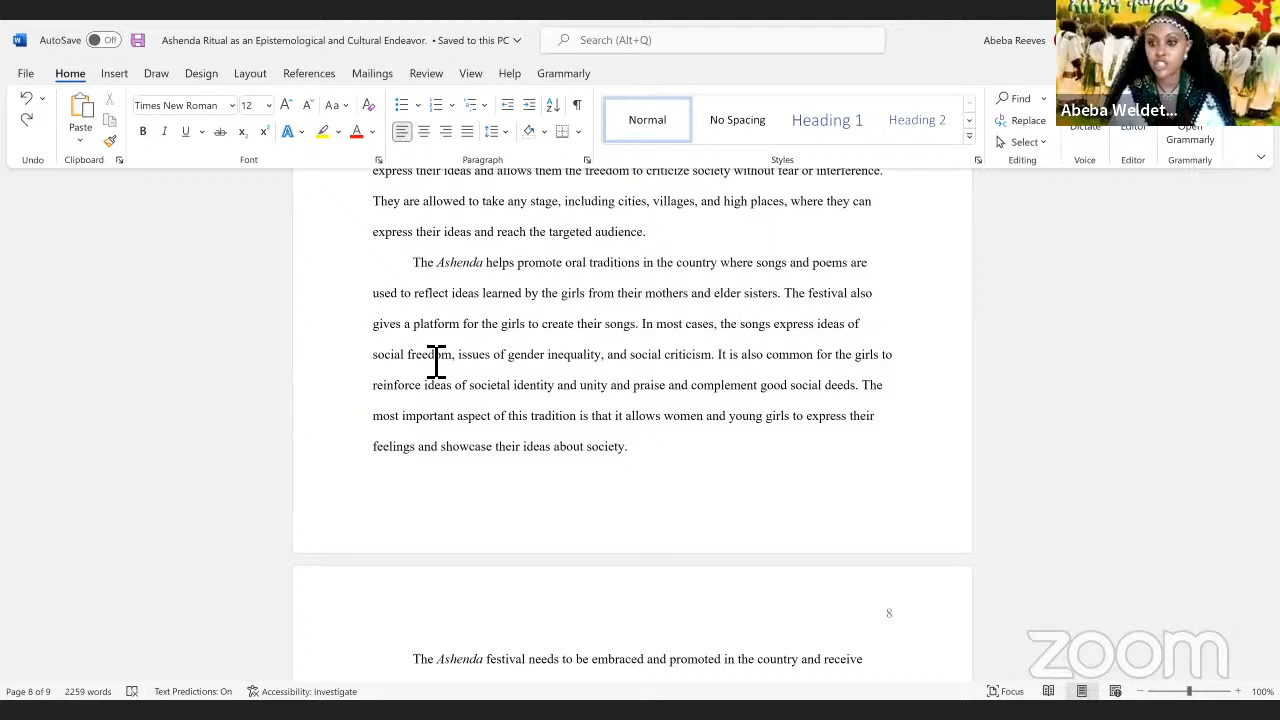 AutoSave Off Ashenda Ritual as an Epistemological and Cultural Endeavor. • Saved to this PC Search (Alt+Q) Abeba Reeves
File Home Insert Draw Design Layout References Mailings Review View Help Grammarly
Abeba Weldet...
Paste
Times New Roman 12
Normal No Spacing Heading 1 Heading 2
Find
Replace
Select
Dictate Editor Open
Grammarly
Undo Clipboard Font Paragraph Styles Editing Voice Editor Grammarly
express their ideas and allows them the freedom to criticize society without fear or interference.
They are allowed to take any stage, including cities, villages, and high places, where they can
express their ideas and reach the targeted audience.
The Ashenda helps promote oral traditions in the country where songs and poems are
used to reflect ideas learned by the girls from their mothers and elder sisters. The festival also
gives a platform for the girls to create their songs. In most cases, the songs express ideas of
social freedom, issues of gender inequality, and social criticism. It is also common for the girls to
reinforce ideas of societal identity and unity and praise and complement good social deeds. The
most important aspect of this tradition is that it allows women and young girls to express their
feelings and showcase their ideas about society.
8
The Ashenda festival needs to be embraced and promoted in the country and receive
zoom
Page 8 of 9 2259 words Text Predictions: On Accessibility: Investigate Focus 100%